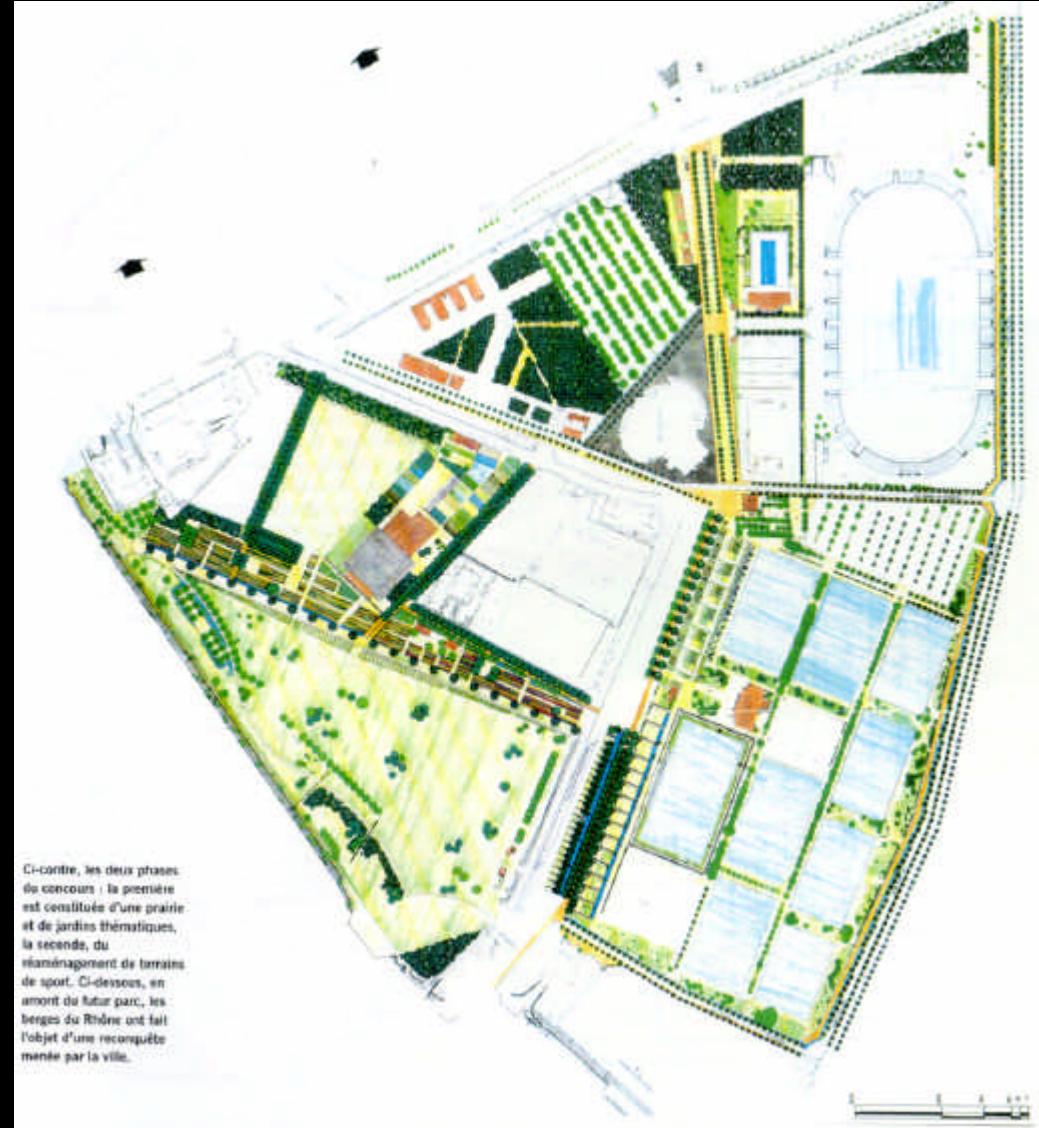 Ci-contre, les deux phases
du concours : la première
est constituée d'une prairie
et de jardins thématiques,
la seconde, du
réaménagement de terrains
de sport. Ci-dessous, en
amont du futur parc, les
berges du Rhône ont fait
l'objet d'une reconquête
menée par la ville.